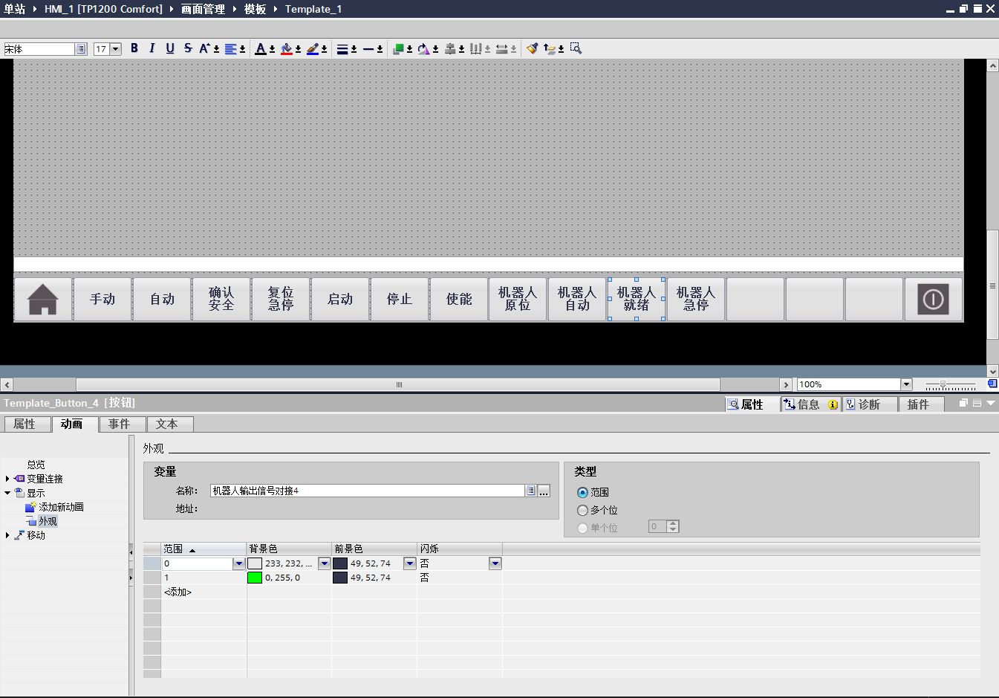 单站 HMI_1 [TP1200 Comfort] 画面管理 模板 Template_1
宋体 17 B I U S A A
手动 自动 确认 复位 启动 停止 使能 机器人 机器人 机器人 机器人
安全 急停 原位 自动 就绪 急停
100%
Template_Button_4 [按钮] 属性 信息 诊断 插件
属性 动画 事件 文本
总览
变量连接
显示
添加新动画
外观
移动
外观
变量
名称: 机器人输出信号对接4 ...
地址:
类型
范围
多个位
单个位 0
范围 背景色 前景色 闪烁
0 233, 232, ... 49, 52, 74 否
1 0, 255, 0 49, 52, 74 否
<添加>